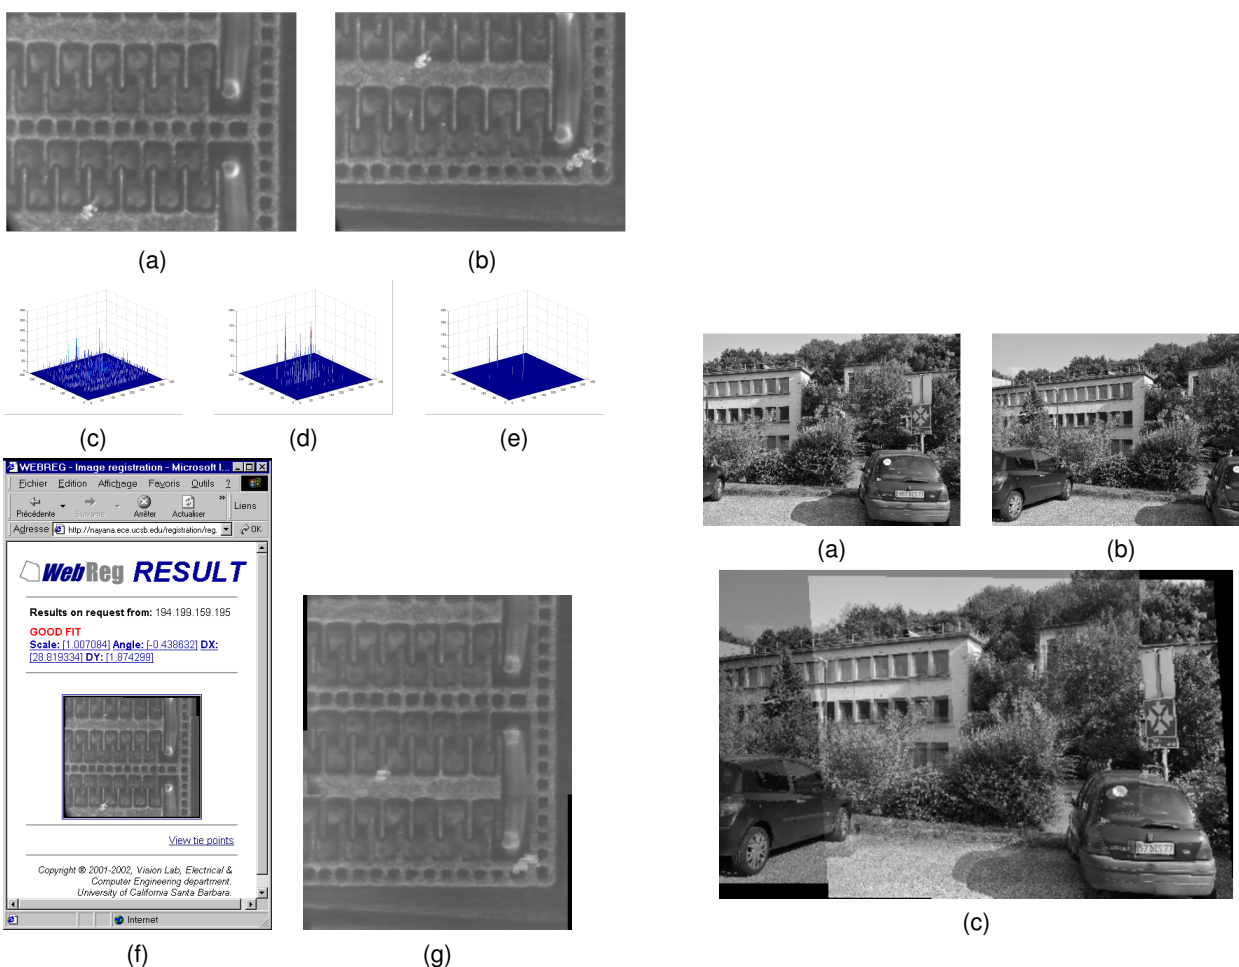 (a)
(b)
(c)
(d)
(e)
WEBREG - Image registration - Microsoft I...
Eichier Edition Affichage Favoris Outils ?
Précédente Suivante Arrêter Actualiser » Liens
Adresse http://nayana.ece.ucsb.edu/registration/reg. OK
WebReg RESULT
Results on request from: 194.199.159.195
GOOD FIT
Scale: [1.007084] Angle: [-0.438632] DX:
[28.819334] DY: [1.874299]
View tie points
Copyright © 2001-2002, Vision Lab, Electrical &
Computer Engineering department.
University of California Santa Barbara.
Internet
(f)
(g)
(a)
(b)
(c)